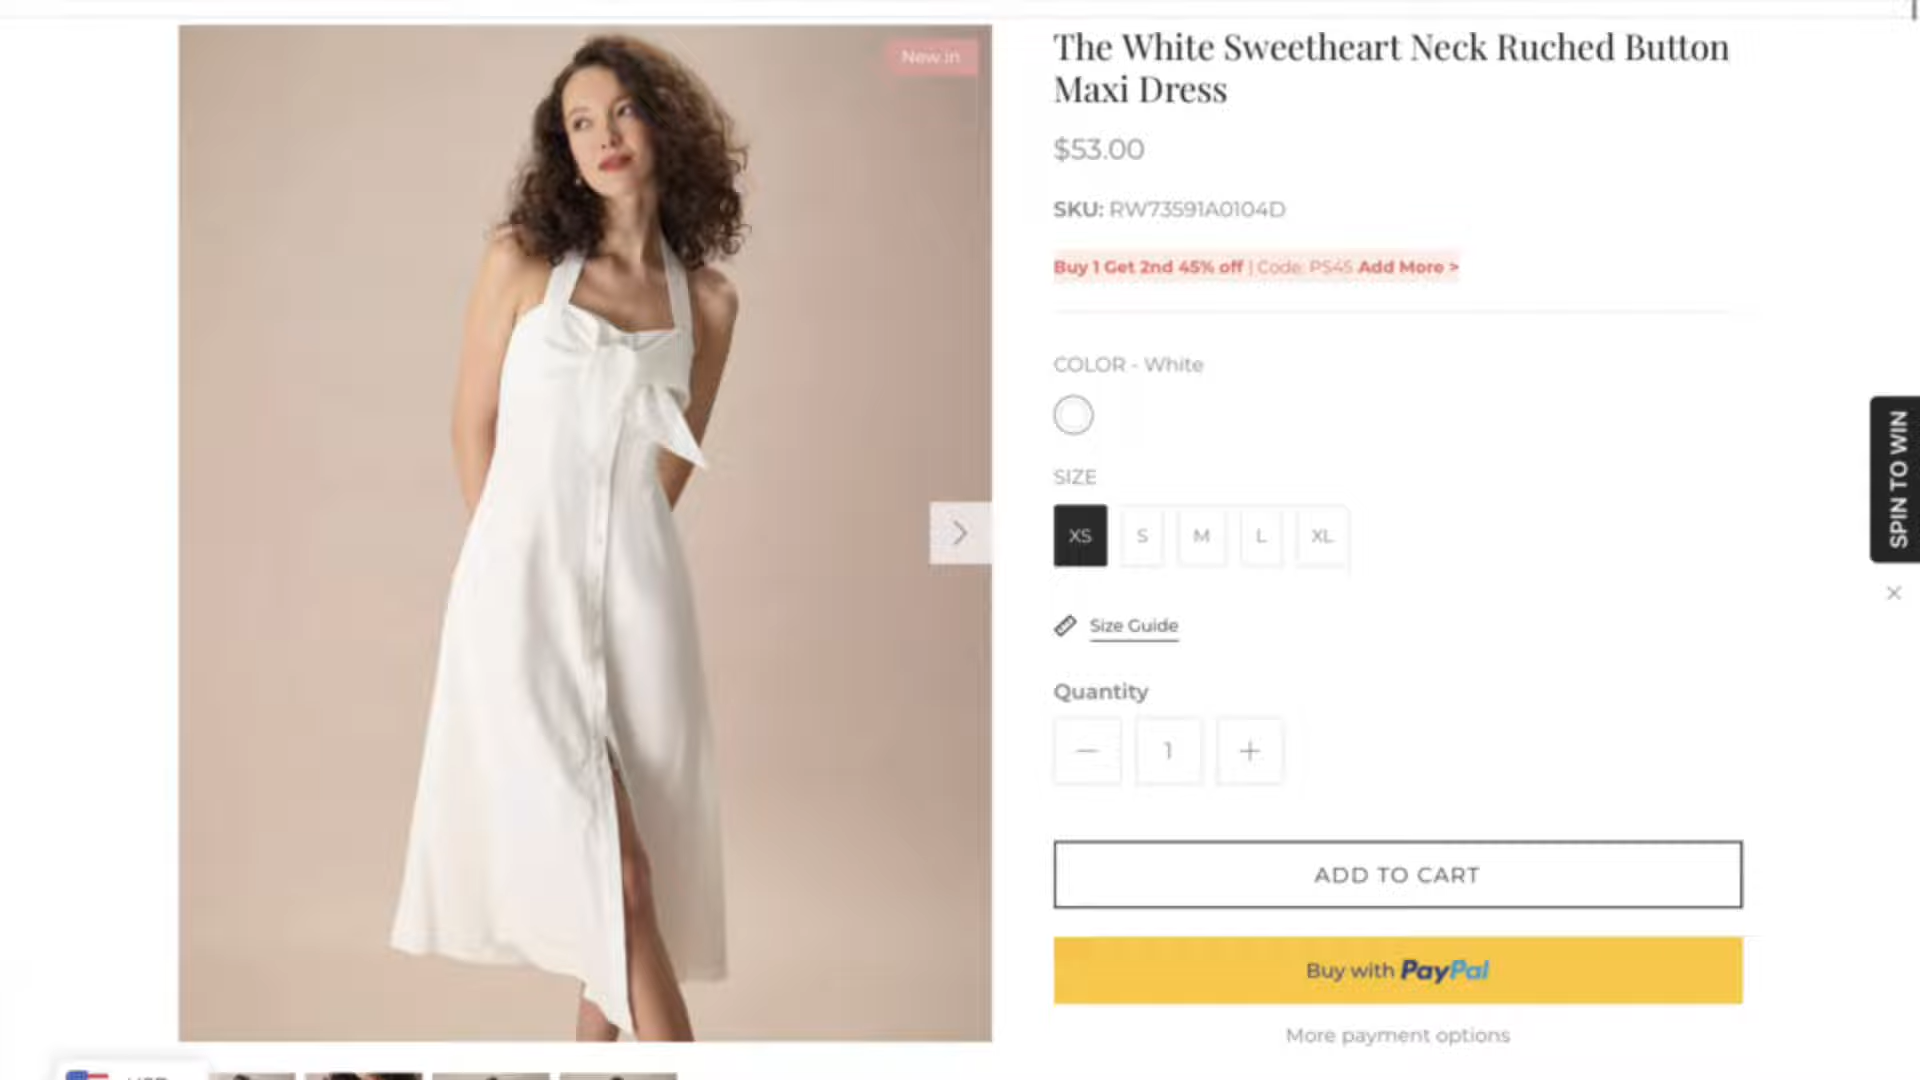 New in
The White Sweetheart Neck Ruched Button
Maxi Dress
$53.00
SKU: RW73591A0104D
Buy 1 Get 2nd 45% off | Code: PS45 Add More >
COLOR - White
SIZE
XS S M L XL
Size Guide
Quantity
— 1 +
ADD TO CART
Buy with PayPal
More payment options
SPIN TO WIN